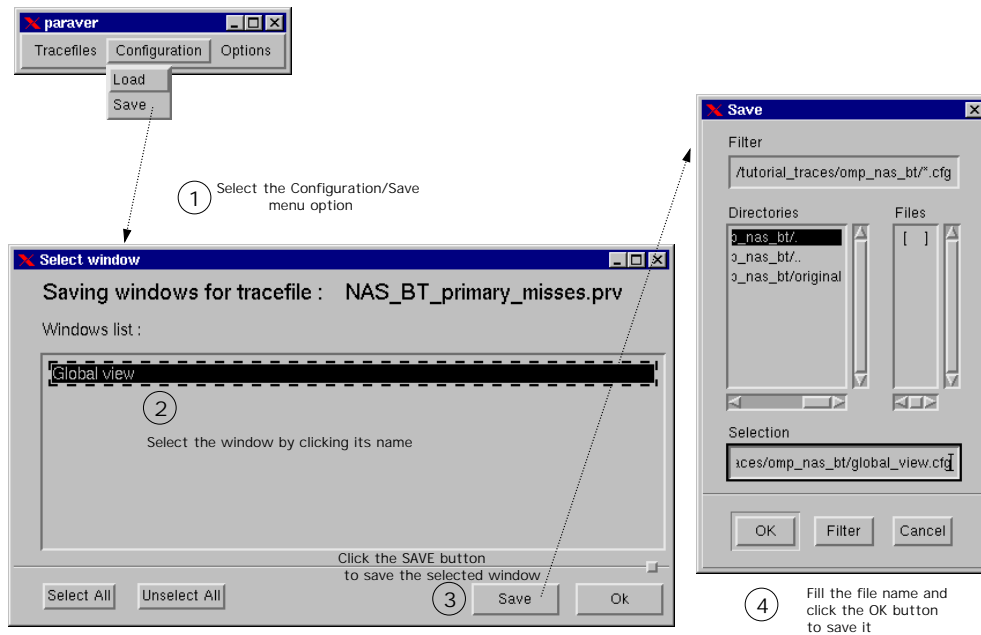 paraver
Tracefiles Configuration Options
Load
Save
1 Select the Configuration/Save
menu option
Select window
Saving windows for tracefile : NAS_BT_primary_misses.prv
Windows list :
Global view
2
Select the window by clicking its name
Click the SAVE button
to save the selected window
3
Select All Unselect All Save Ok
Save
Filter
/tutorial_traces/omp_nas_bt/*.cfg
Directories Files
o_nas_bt/. [ ]
o_nas_bt/..
o_nas_bt/original
Selection
aces/omp_nas_bt/global_view.cfg
OK Filter Cancel
4 Fill the file name and
click the OK button
to save it